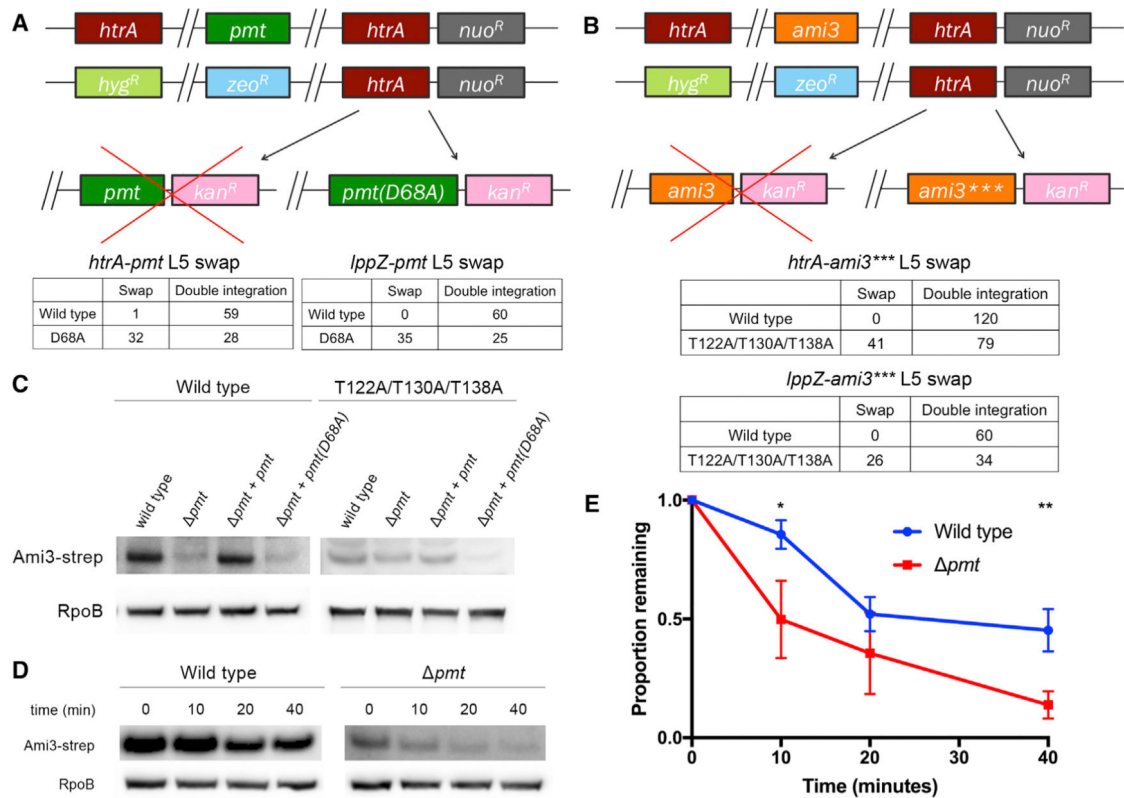 A
htrA pmt htrA nuoR
hygR zeoR htrA nuoR
pmt kanR pmt(D68A) kanR
htrA-pmt L5 swap
Swap Double integration
Wild type 1 59
D68A 32 28
lppZ-pmt L5 swap
Swap Double integration
Wild type 0 60
D68A 35 25
B
htrA ami3 htrA nuoR
hygR zeoR htrA nuoR
ami3 kanR ami3*** kanR
htrA-ami3*** L5 swap
Swap Double integration
Wild type 0 120
T122A/T130A/T138A 41 79
lppZ-ami3*** L5 swap
Swap Double integration
Wild type 0 60
T122A/T130A/T138A 26 34
C
Wild type T122A/T130A/T138A
wild type Δpmt Δpmt + pmt Δpmt + pmt(D68A) wild type Δpmt Δpmt + pmt Δpmt + pmt(D68A)
Ami3-strep
RpoB
D
Wild type Δpmt
time (min) 0 10 20 40 0 10 20 40
Ami3-strep
RpoB
E
1.0
0.5
0.0
Proportion remaining
* **
Wild type
Δpmt
0 10 20 30 40
Time (minutes)